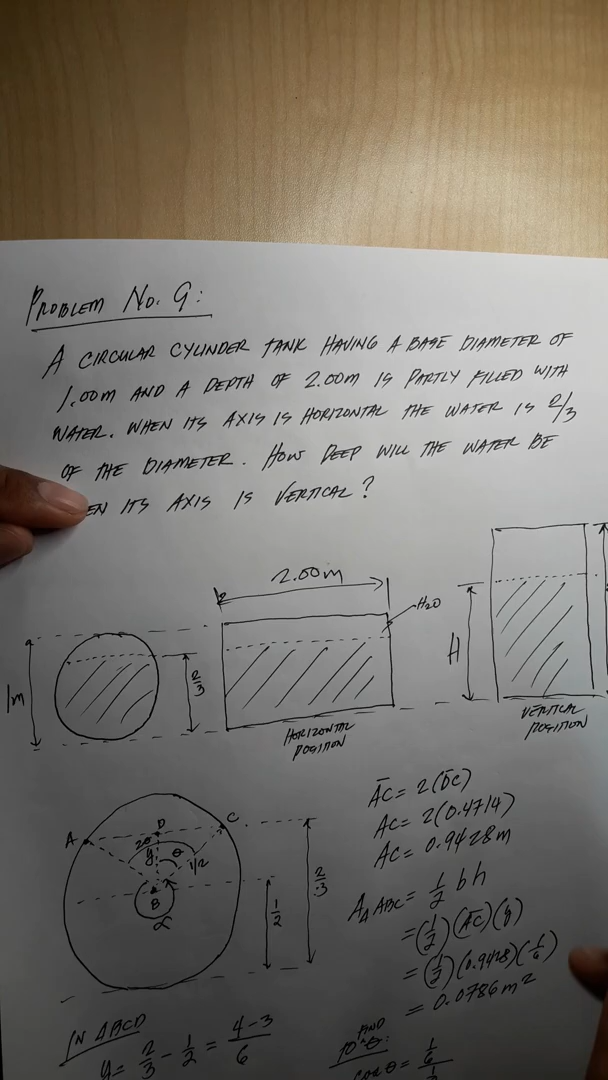 PROBLEM NO. 9:
A CIRCULAR CYLINDER TANK HAVING A BASE DIAMETER OF
1.00m AND A DEPTH OF 2.00m IS PARTLY FILLED WITH
WATER. WHEN ITS AXIS IS HORIZONTAL THE WATER IS 2/3
OF THE DIAMETER. HOW DEEP WILL THE WATER BE
EN ITS AXIS IS VERTICAL?
2.00m
H2O
1m
2/3
H
HORIZONTAL
POSITION
VERTICAL
POSITION
A
D
C
2θ
y
θ
1/2
B
α
1/2
2/3
AC = 2(DC)
AC = 2(0.4714)
AC = 0.9428m
A△ABC = 1/2 bh
= (1/2)(AC)(y)
= (1/2)(0.9428)(1/6)
= 0.0786m²
IN △BCD
y = 2/3 - 1/2 = (4-3)/6
θ:
cos θ = 1/6